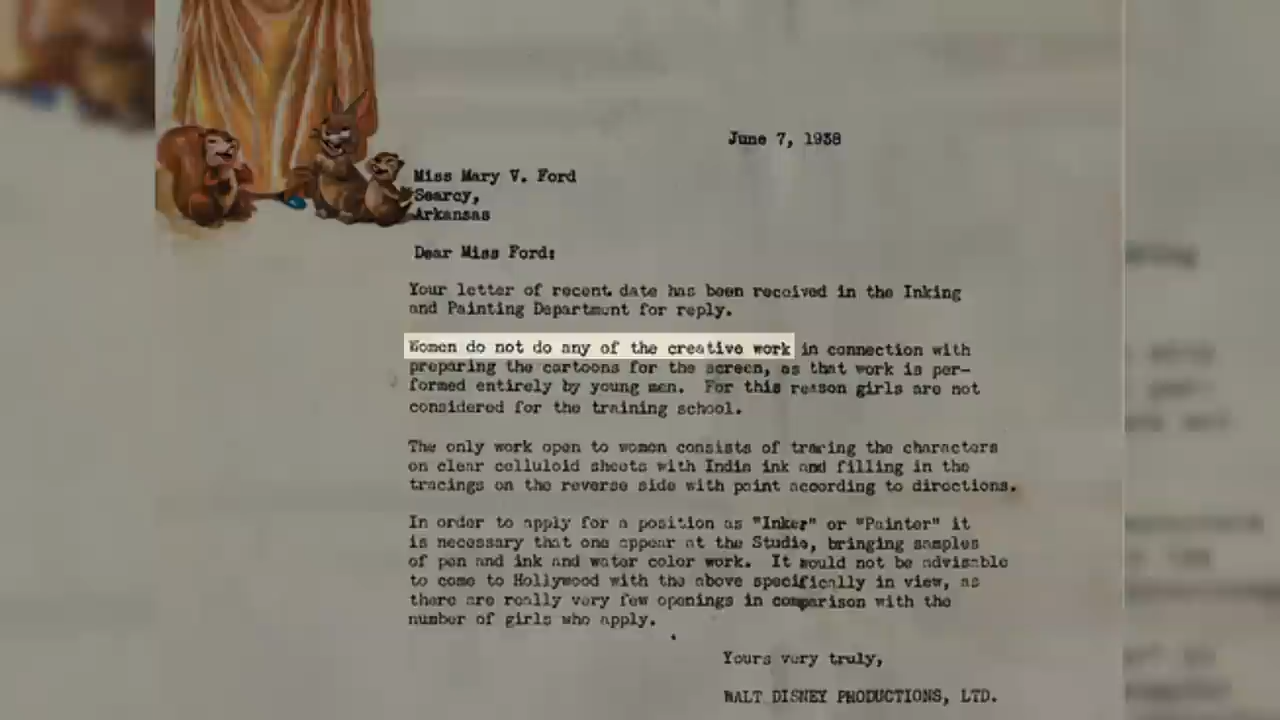 June 7, 1938
Miss Mary V. Ford
Searcy,
Arkansas
Dear Miss Ford:
Your letter of recent date has been received in the Inking
and Painting Department for reply.
Women do not do any of the creative work in connection with
preparing the cartoons for the screen, as that work is per-
formed entirely by young men. For this reason girls are not
considered for the training school.
The only work open to women consists of tracing the characters
on clear celluloid sheets with India ink and filling in the
tracings on the reverse side with paint according to directions.
In order to apply for a position as "Inker" or "Painter" it
is necessary that one appear at the Studio, bringing samples
of pen and ink and water color work. It would not be advisable
to come to Hollywood with the above specifically in view, as
there are really very few openings in comparison with the
number of girls who apply.
Yours very truly,
WALT DISNEY PRODUCTIONS, LTD.